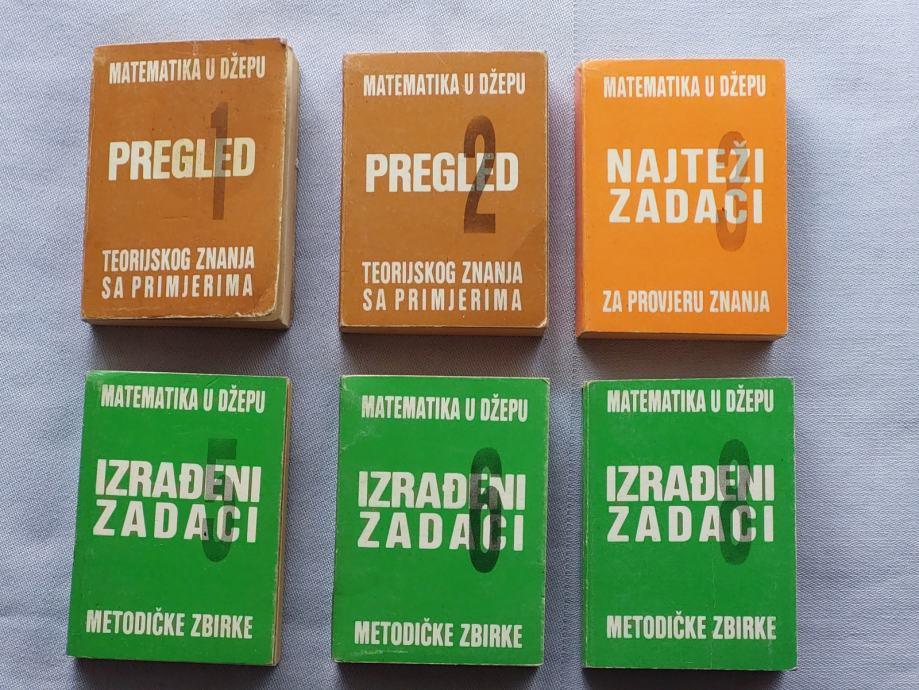 MATEMATIKA U DŽEPU
1
PREGLED
TEORIJSKOG ZNANJA
SA PRIMJERIMA
MATEMATIKA U DŽEPU
2
PREGLED
TEORIJSKOG ZNANJA
SA PRIMJERIMA
MATEMATIKA U DŽEPU
3
NAJTEŽI
ZADACI
ZA PROVJERU ZNANJA
MATEMATIKA U DŽEPU
5
IZRAĐENI
ZADACI
METODIČKE ZBIRKE
MATEMATIKA U DŽEPU
IZRAĐENI
ZADACI
METODIČKE ZBIRKE
MATEMATIKA U DŽEPU
8
IZRAĐENI
ZADACI
METODIČKE ZBIRKE